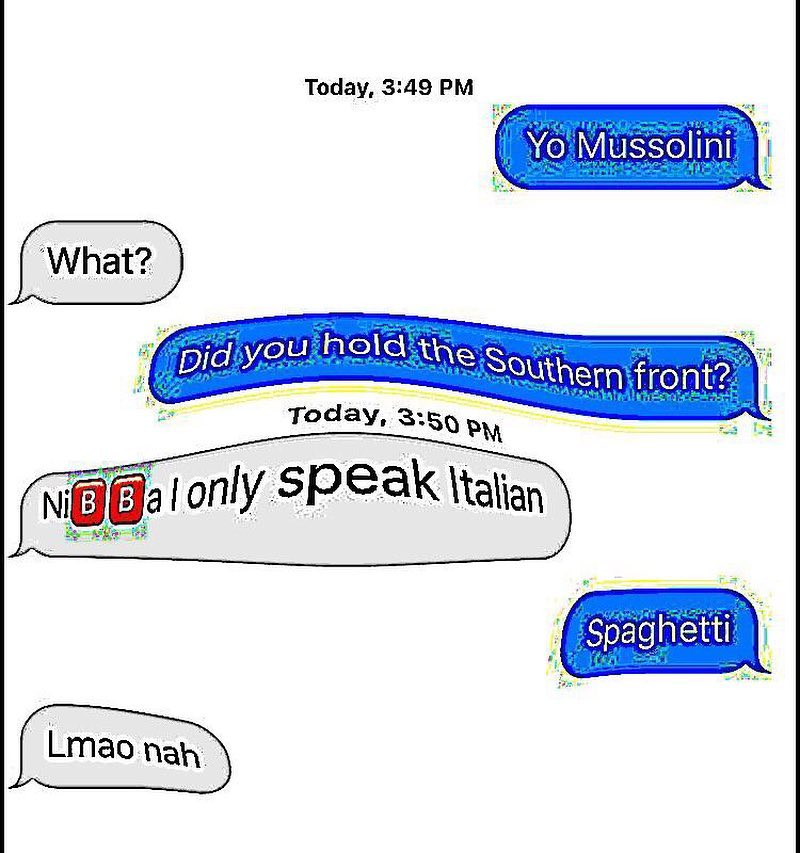 Today, 3:49 PM
Yo Mussolini
What?
Did you hold the Southern front?
Today, 3:50 PM
Ni🅱️🅱️a I only speak Italian
Spaghetti
Lmao nah